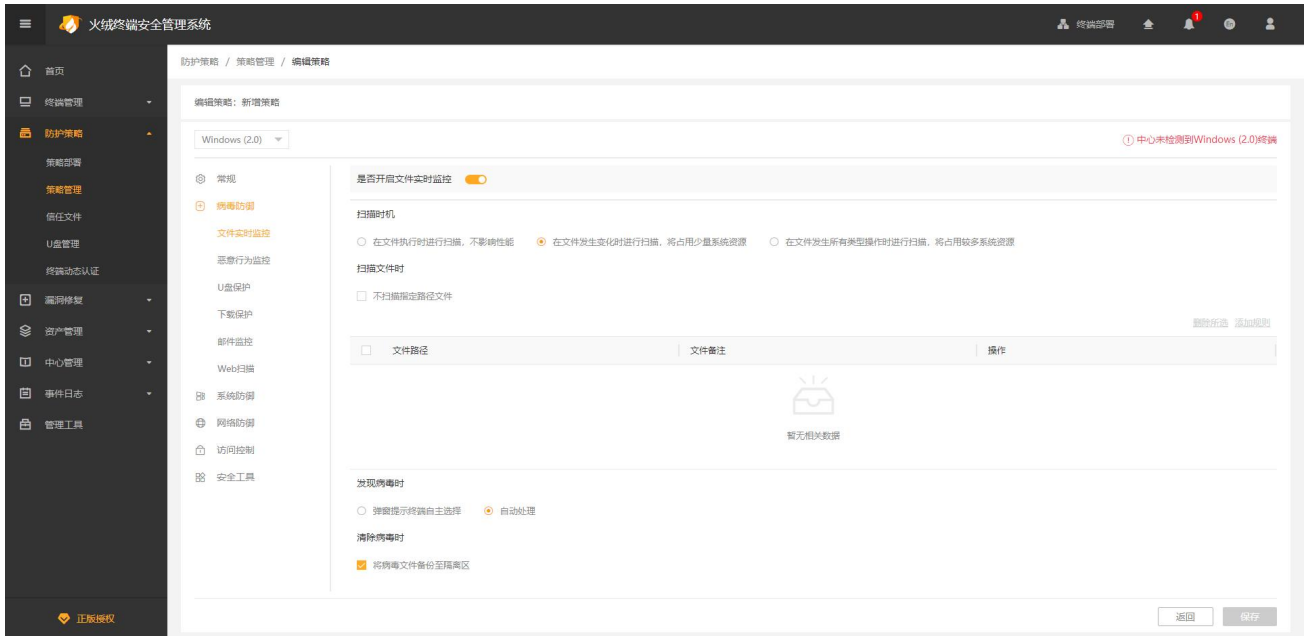 火绒终端安全管理系统
终端部署
1
防护策略 / 策略管理 / 编辑策略
首页
终端管理
防护策略
策略部署
策略管理
信任文件
U盘管理
终端动态认证
漏洞修复
资产管理
中心管理
事件日志
管理工具
正版授权
编辑策略：新增策略
Windows (2.0)
中心未检测到Windows (2.0)终端
常规
病毒防御
文件实时监控
恶意行为监控
U盘保护
下载保护
邮件监控
Web扫描
系统防御
网络防御
访问控制
安全工具
是否开启文件实时监控
扫描时机
在文件执行时进行扫描，不影响性能 在文件发生变化时进行扫描，将占用少量系统资源 在文件发生所有类型操作时进行扫描，将占用较多系统资源
扫描文件时
不扫描指定路径文件
删除所选 添加规则
文件路径 文件备注 操作
暂无相关数据
发现病毒时
弹窗提示终端自主选择 自动处理
清除病毒时
将病毒文件备份至隔离区
返回 保存